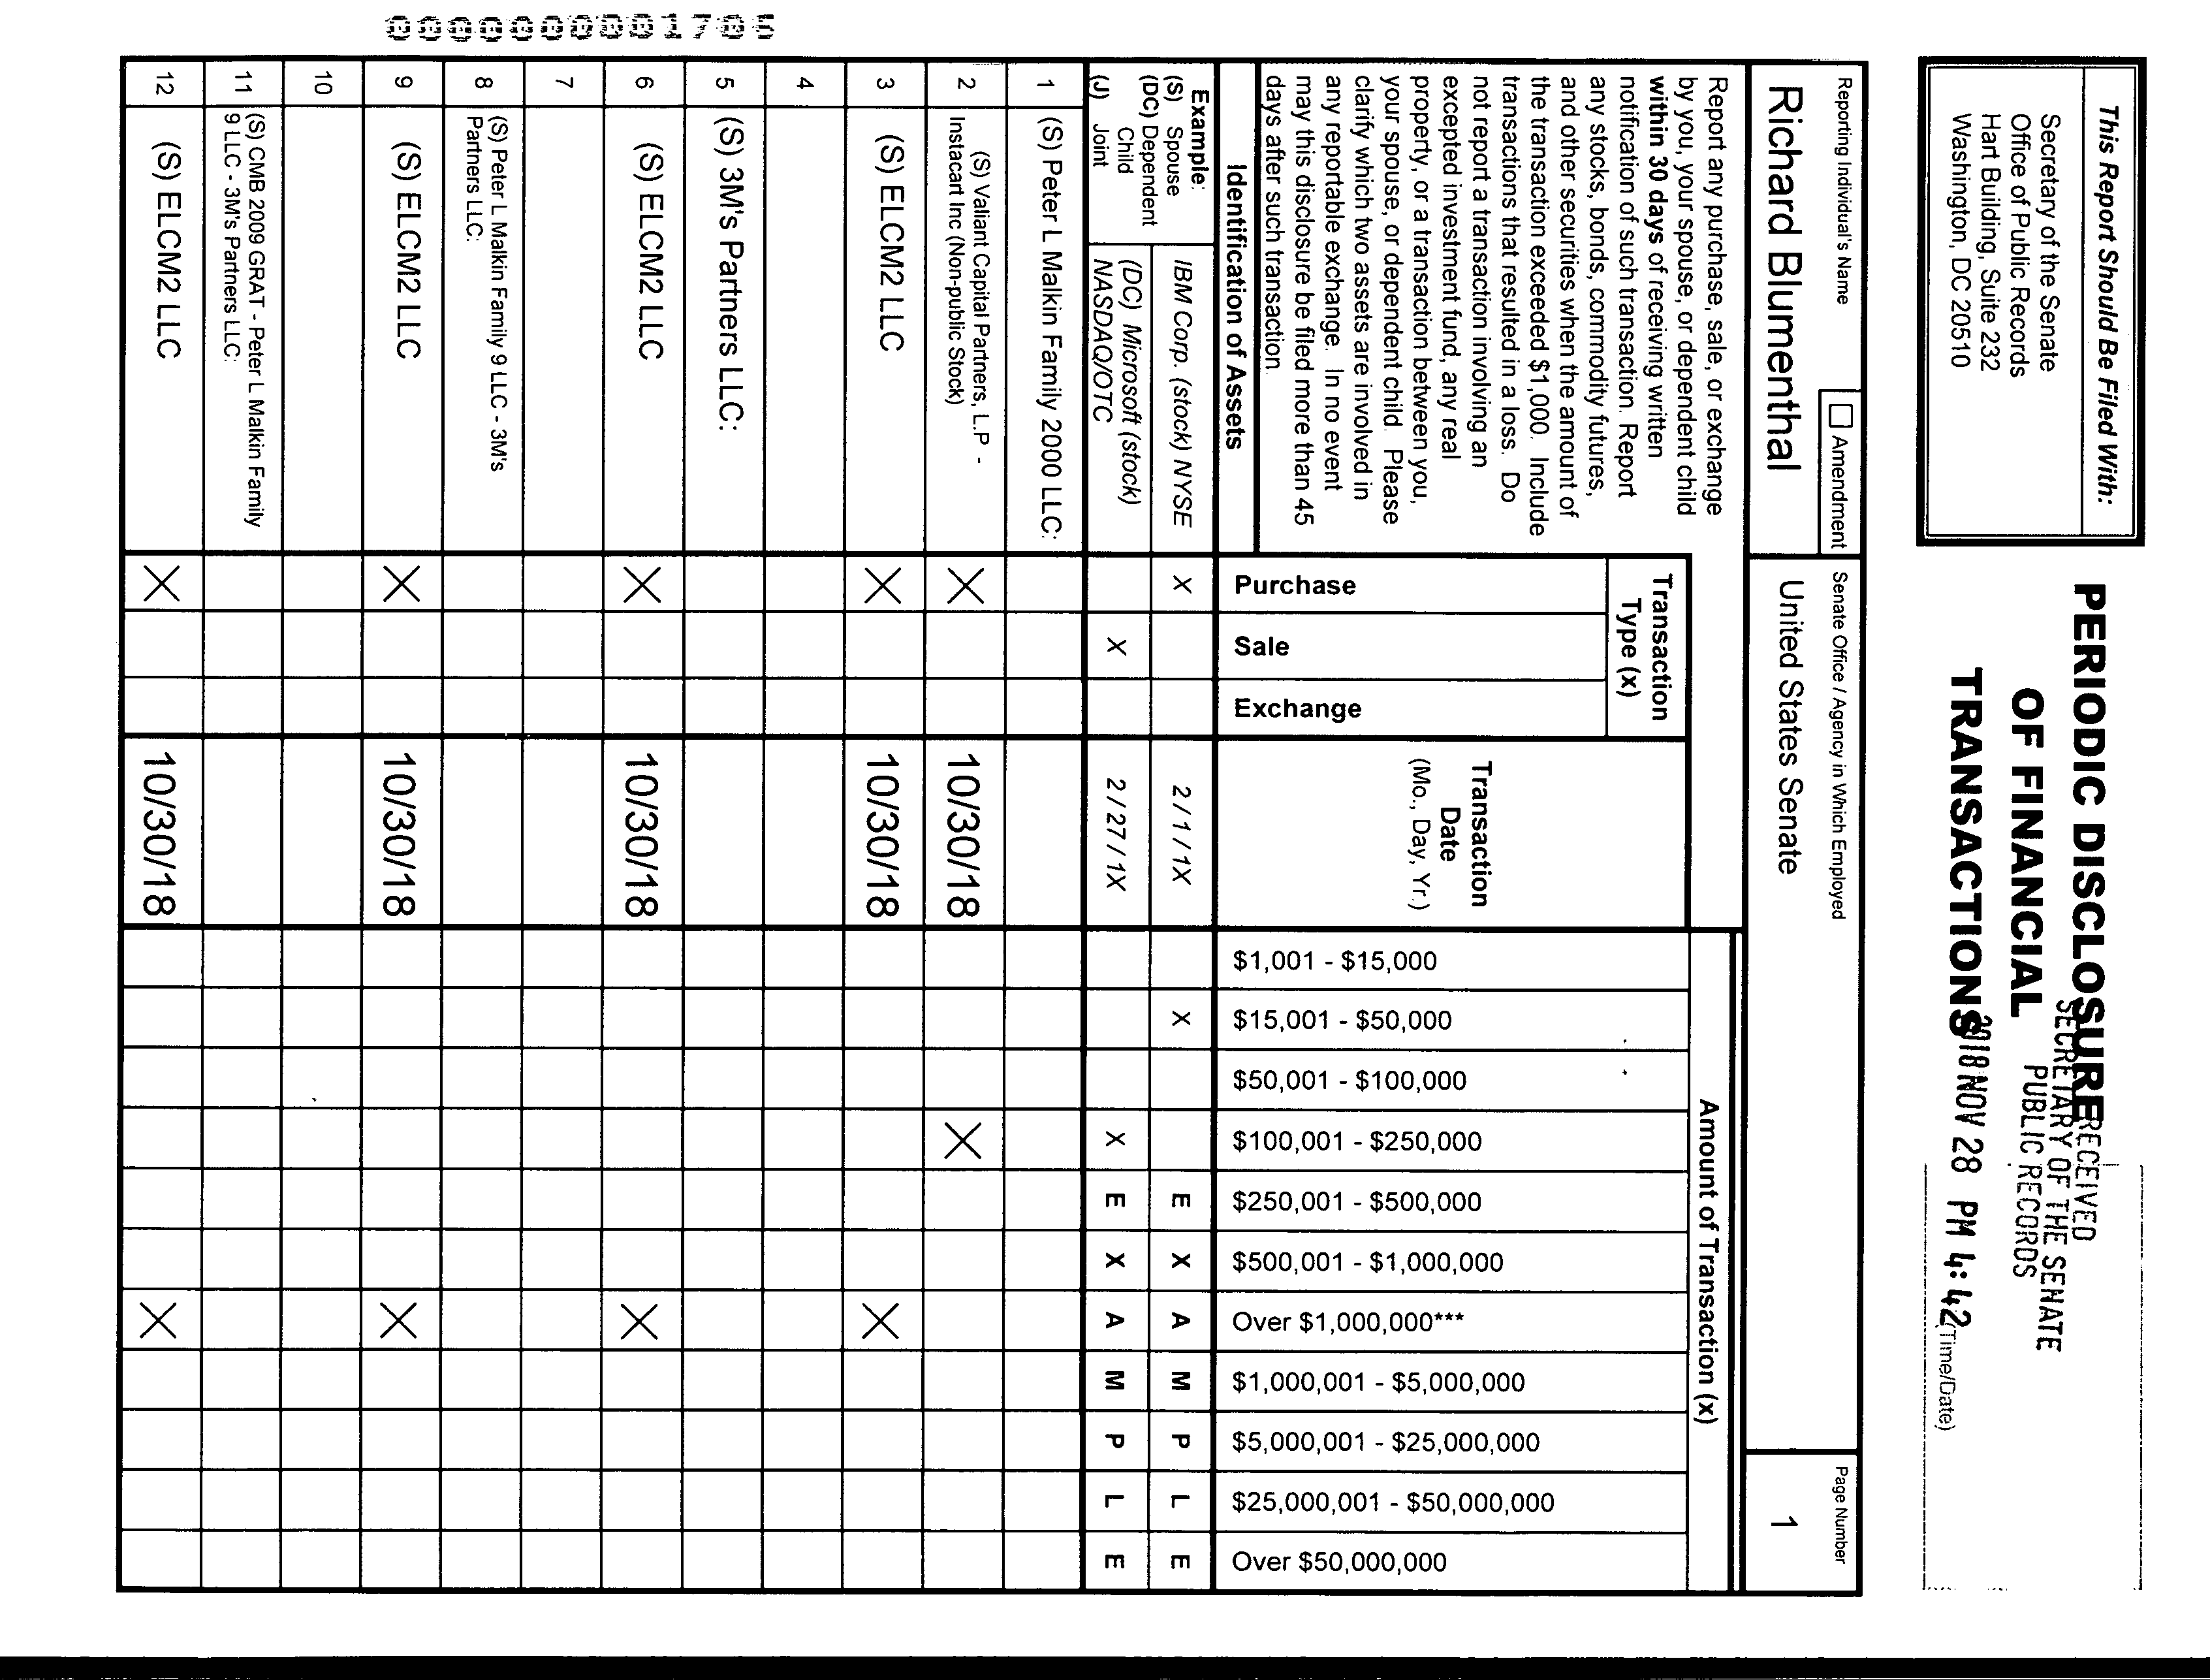 This Report Should Be Filed With:
Secretary of the Senate
Office of Public Records
Hart Building, Suite 232
Washington, DC 20510
PERIODIC DISCLOSURE
OF FINANCIAL
TRANSACTIONS
RECEIVED
SECRETARY OF THE SENATE
PUBLIC RECORDS
2018 NOV 28 PM 4:42
(Time/Date)
Reporting Individual's Name
Amendment
Senate Office / Agency in Which Employed
Page Number
Richard Blumenthal
United States Senate
1
Report any purchase, sale, or exchange
by you, your spouse, or dependent child
within 30 days of receiving written
notification of such transaction. Report
any stocks, bonds, commodity futures,
and other securities when the amount of
the transaction exceeded $1,000. Include
transactions that resulted in a loss. Do
not report a transaction involving an
excepted investment fund, any real
property, or a transaction between you,
your spouse, or dependent child. Please
clarify which two assets are involved in
any reportable exchange. In no event
may this disclosure be filed more than 45
days after such transaction.
Identification of Assets
Transaction
Type (x)
Purchase
Sale
Exchange
Transaction
Date
(Mo., Day, Yr.)
Amount of Transaction (x)
$1,001 - $15,000
$15,001 - $50,000
$50,001 - $100,000
$100,001 - $250,000
$250,001 - $500,000
$500,001 - $1,000,000
Over $1,000,000***
$1,000,001 - $5,000,000
$5,000,001 - $25,000,000
$25,000,001 - $50,000,000
Over $50,000,000
Example:
(S) Spouse
(DC) Dependent
Child
(J) Joint
IBM Corp. (stock) NYSE X 2 / 1 / 1X X E X A M P L E
(DC) Microsoft (stock)
NASDAQ/OTC X 2 / 27 / 1X X E X A M P L E
1 (S) Peter L Malkin Family 2000 LLC:
2 (S) Valiant Capital Partners, L.P -
Instacart Inc (Non-public Stock) X 10/30/18 X
3 (S) ELCM2 LLC X 10/30/18 X
4
5 (S) 3M's Partners LLC:
6 (S) ELCM2 LLC X 10/30/18 X
7
8 (S) Peter L Malkin Family 9 LLC - 3M's
Partners LLC:
9 (S) ELCM2 LLC X 10/30/18 X
10
11 (S) CMB 2009 GRAT - Peter L Malkin Family
9 LLC - 3M's Partners LLC:
12 (S) ELCM2 LLC X 10/30/18 X
000000001705